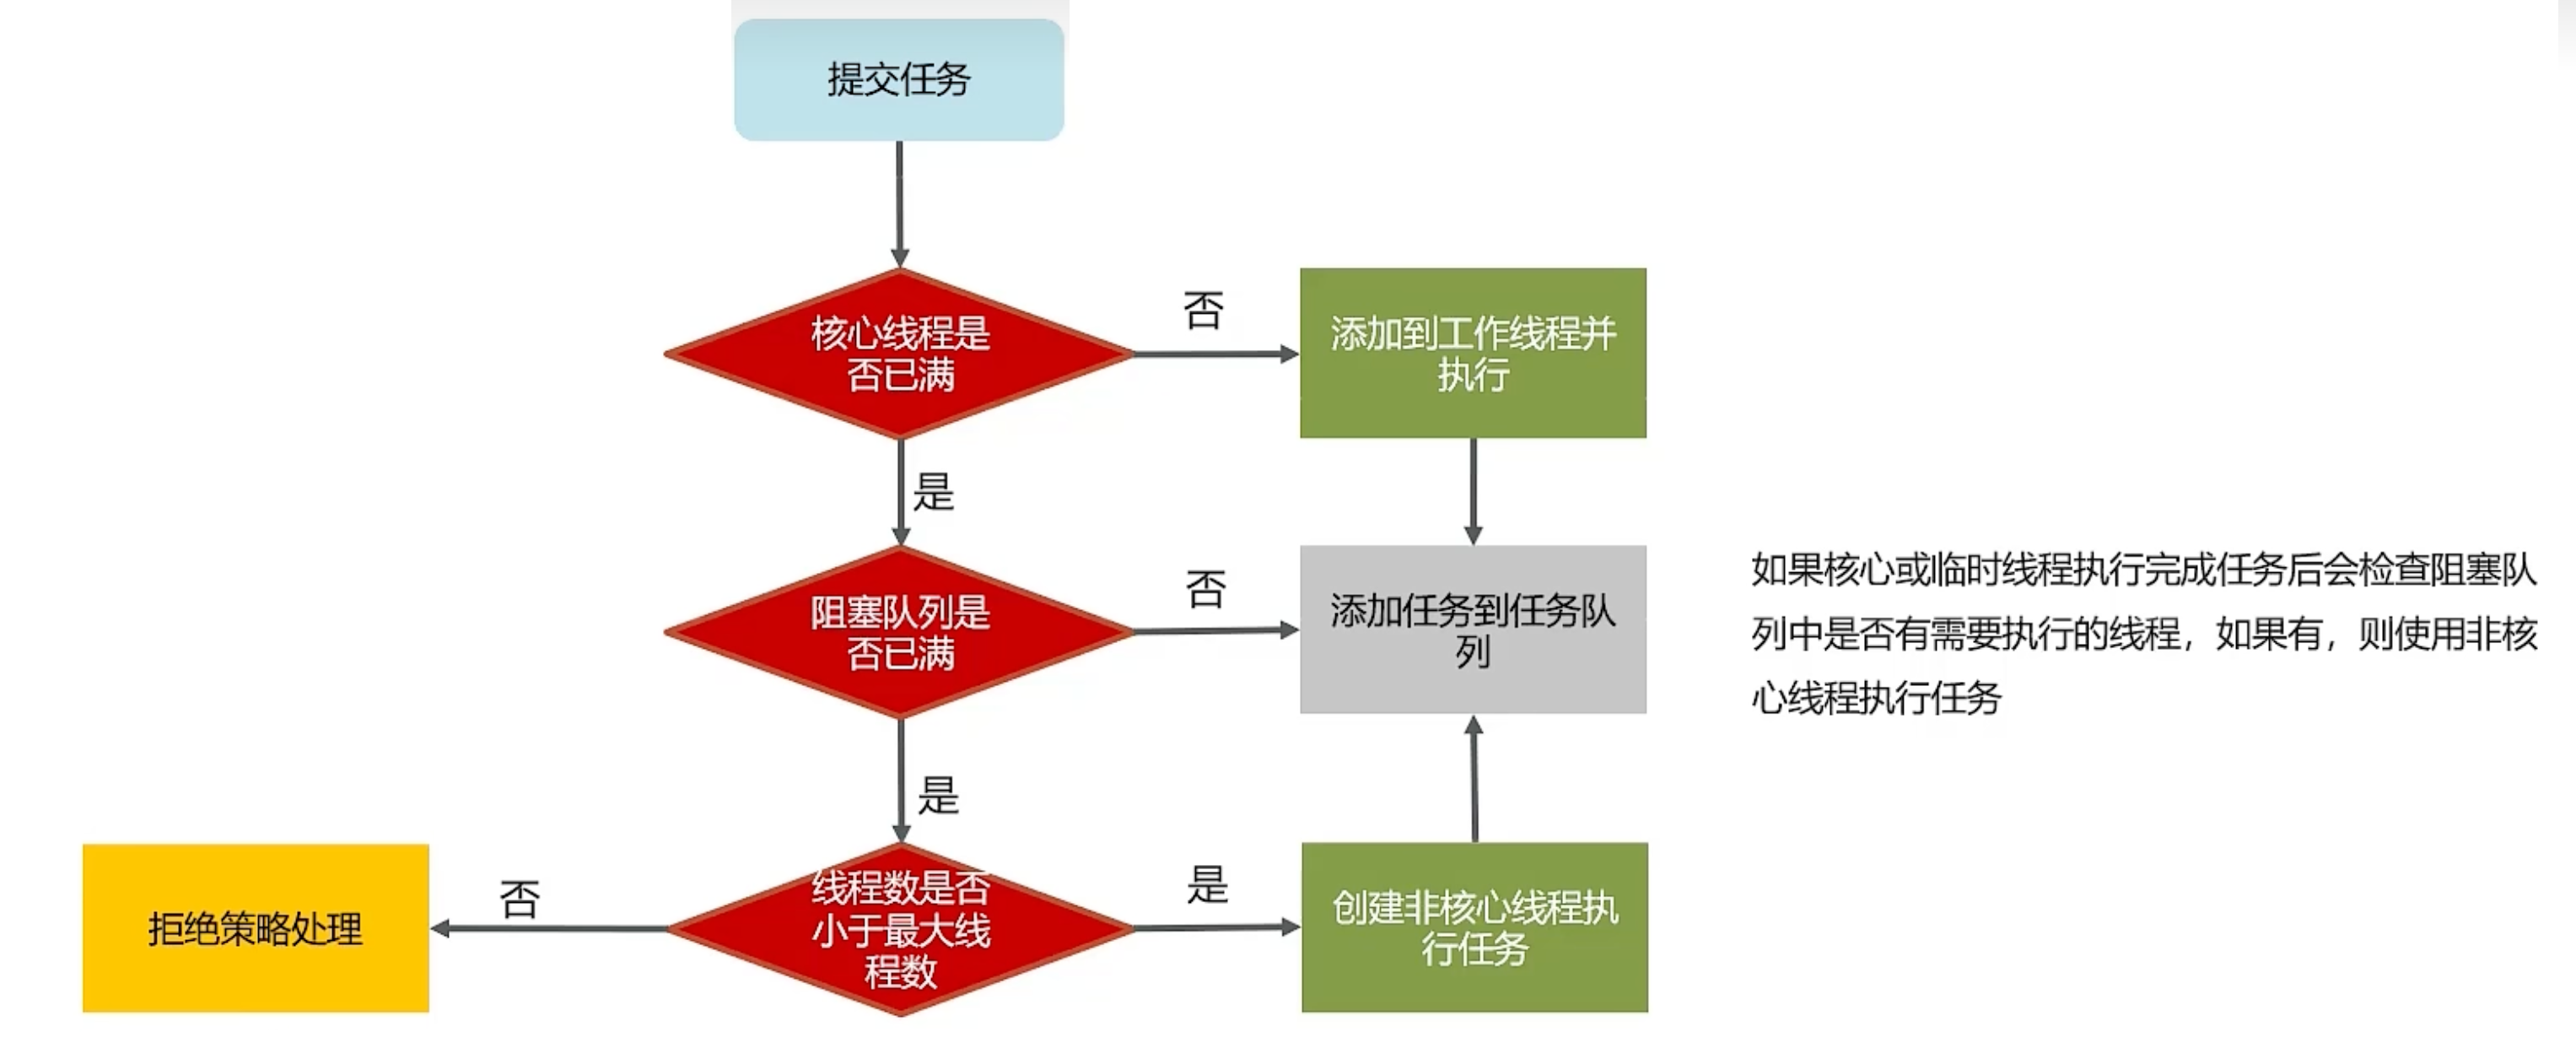 提交任务
核心线程是
否已满
否
添加到工作线程并
执行
是
阻塞队列是
否已满
否
添加任务到任务队
列
如果核心或临时线程执行完成任务后会检查阻塞队
列中是否有需要执行的线程，如果有，则使用非核
心线程执行任务
是
拒绝策略处理
否
线程数是否
小于最大线
程数
是
创建非核心线程执
行任务